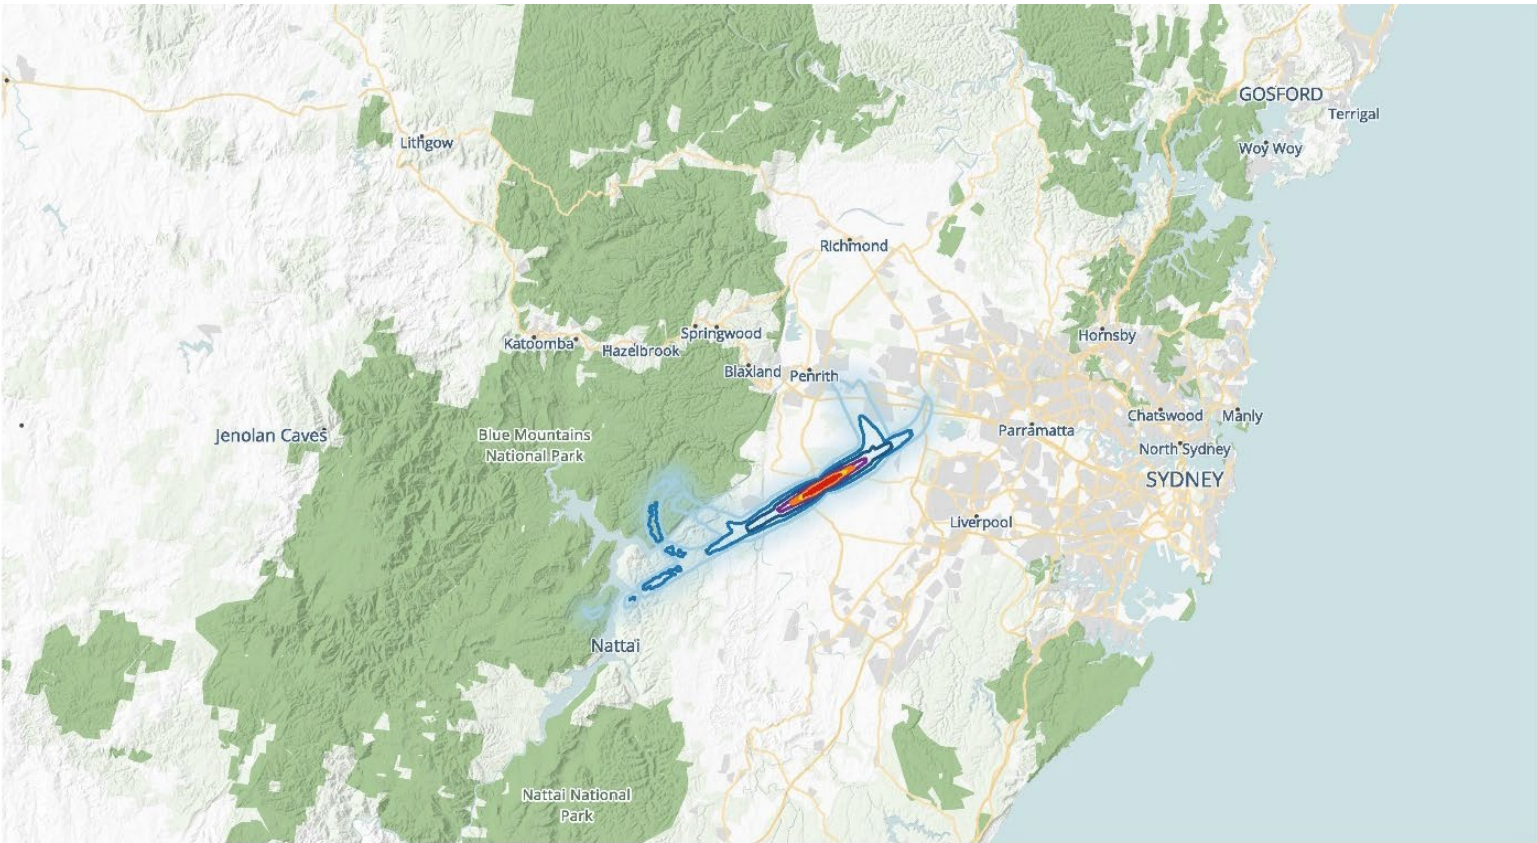 GOSFORD
Terrigal
Lithgow
Woy Woy
Richmond
Springwood
Hornsby
Katoomba
Hazelbrook
Blaxland
Penrith
Chatswood
Manly
Jenolan Caves
Parramatta
Blue Mountains
National Park
North Sydney
SYDNEY
Liverpool
Nattai
Nattai National
Park